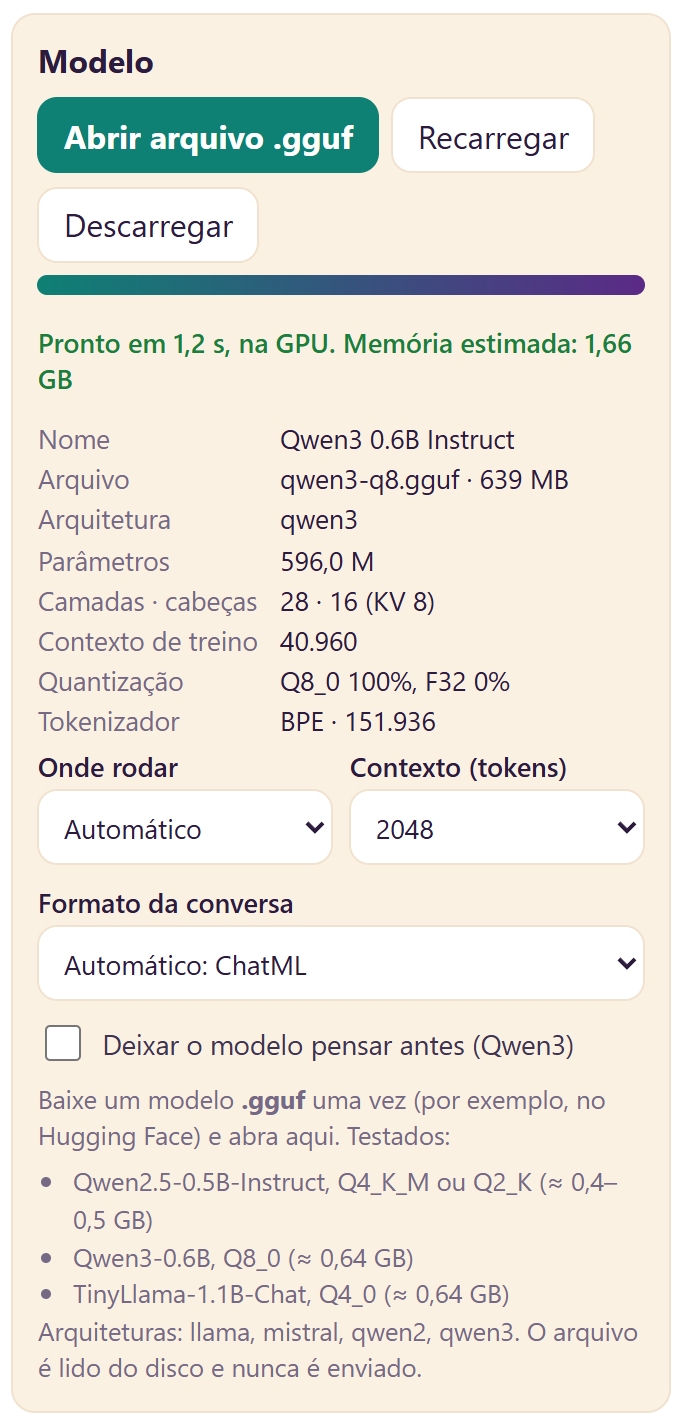 Modelo
Abrir arquivo .gguf
Recarregar
Descarregar
Pronto em 1,2 s, na GPU. Memória estimada: 1,66
GB
Nome Qwen3 0.6B Instruct
Arquivo qwen3-q8.gguf · 639 MB
Arquitetura qwen3
Parâmetros 596,0 M
Camadas · cabeças 28 · 16 (KV 8)
Contexto de treino 40.960
Quantização Q8_0 100%, F32 0%
Tokenizador BPE · 151.936
Onde rodar Contexto (tokens)
Automático 2048
Formato da conversa
Automático: ChatML
Deixar o modelo pensar antes (Qwen3)
Baixe um modelo .gguf uma vez (por exemplo, no
Hugging Face) e abra aqui. Testados:
• Qwen2.5-0.5B-Instruct, Q4_K_M ou Q2_K (≈ 0,4–
0,5 GB)
• Qwen3-0.6B, Q8_0 (≈ 0,64 GB)
• TinyLlama-1.1B-Chat, Q4_0 (≈ 0,64 GB)
Arquiteturas: llama, mistral, qwen2, qwen3. O arquivo
é lido do disco e nunca é enviado.